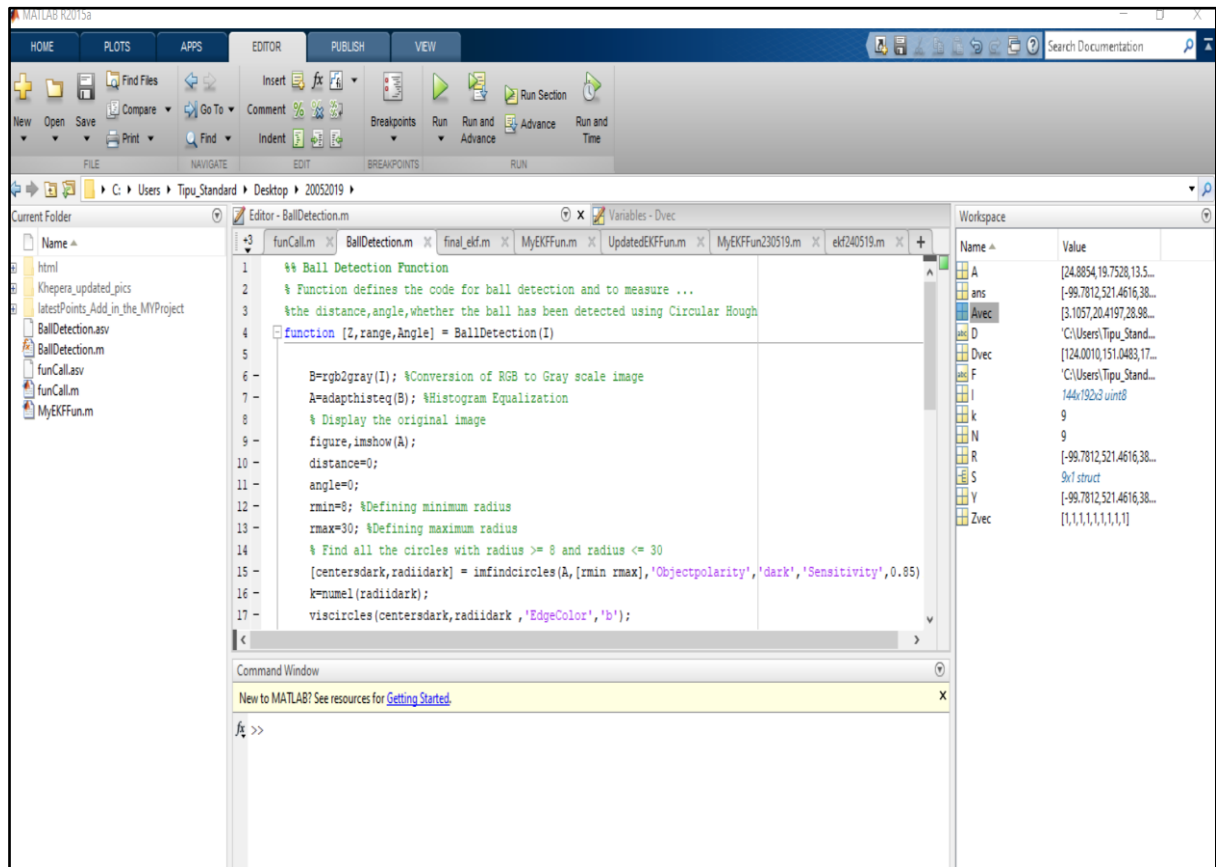 MATLAB R2015a
HOME PLOTS APPS EDITOR PUBLISH VIEW Search Documentation
New Open Save Find Files Compare Print Go To Find Insert Comment Indent Breakpoints Run Run and Advance Run Section Advance Run and Time
FILE NAVIGATE EDIT BREAKPOINTS RUN
C: Users Tipu_Standard Desktop 20052019
Current Folder
Name
html
Khepera_updated_pics
latestPoints_Add_in_the_MYProject
BallDetection.asv
BallDetection.m
funCall.asv
funCall.m
MyEKFFun.m
Editor - BallDetection.m Variables - Dvec
+3 funCall.m BallDetection.m final_ekf.m MyEKFFun.m UpdatedEKFFun.m MyEKFFun230519.m ekf240519.m +
1 %% Ball Detection Function
2 % Function defines the code for ball detection and to measure ...
3 %the distance,angle,whether the ball has been detected using Circular Hough
4 function [Z,range,Angle] = BallDetection(I)
5
6 - B=rgb2gray(I); %Conversion of RGB to Gray scale image
7 - A=adapthisteq(B); %Histogram Equalization
8 % Display the original image
9 - figure,imshow(A);
10 - distance=0;
11 - angle=0;
12 - rmin=8; %Defining minimum radius
13 - rmax=30; %Defining maximum radius
14 % Find all the circles with radius >= 8 and radius <= 30
15 - [centersdark,radiidark] = imfindcircles(A,[rmin rmax],'Objectpolarity','dark','Sensitivity',0.85)
16 - k=numel(radiidark);
17 - viscircles(centersdark,radiidark ,'EdgeColor','b');
Command Window
New to MATLAB? See resources for Getting Started.
fx >>
Workspace
Name Value
A [24.8854,19.7528,13.5...
ans [-99.7812,521.4616,38...
Avec [3.1057,20.4197,28.98...
D 'C:\Users\Tipu_Stand...
Dvec [124.0010,151.0483,17...
F 'C:\Users\Tipu_Stand...
I 144x192x3 uint8
k 9
N 9
R [-99.7812,521.4616,38...
S 9x1 struct
Y [-99.7812,521.4616,38...
Zvec [1,1,1,1,1,1,1,1,1]